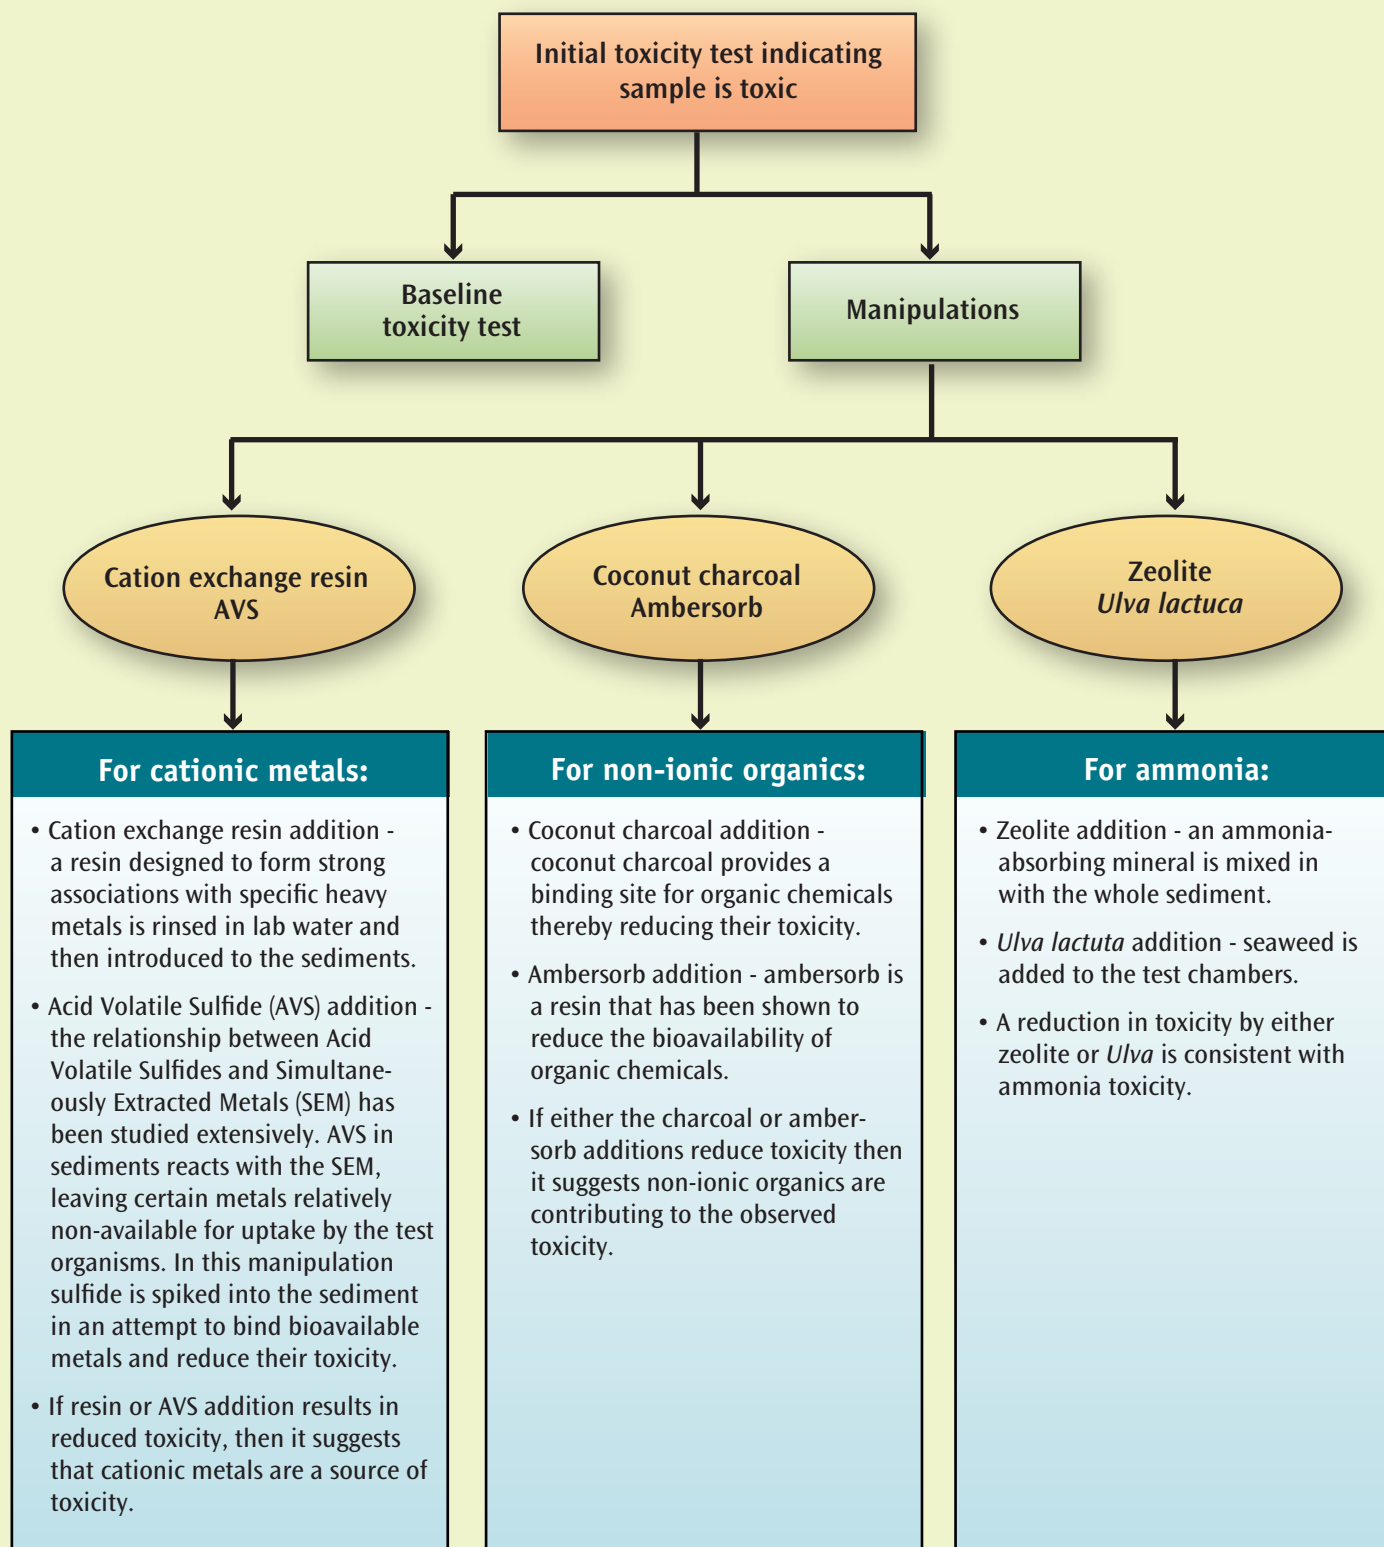 Initial toxicity test indicating
sample is toxic
Baseline
toxicity test
Manipulations
Cation exchange resin
AVS
Coconut charcoal
Ambersorb
Zeolite
Ulva lactuca
For cationic metals:
• Cation exchange resin addition -
a resin designed to form strong
associations with specific heavy
metals is rinsed in lab water and
then introduced to the sediments.
• Acid Volatile Sulfide (AVS) addition -
the relationship between Acid
Volatile Sulfides and Simultane-
ously Extracted Metals (SEM) has
been studied extensively. AVS in
sediments reacts with the SEM,
leaving certain metals relatively
non-available for uptake by the test
organisms. In this manipulation
sulfide is spiked into the sediment
in an attempt to bind bioavailable
metals and reduce their toxicity.
• If resin or AVS addition results in
reduced toxicity, then it suggests
that cationic metals are a source of
toxicity.
For non-ionic organics:
• Coconut charcoal addition -
coconut charcoal provides a
binding site for organic chemicals
thereby reducing their toxicity.
• Ambersorb addition - ambersorb is
a resin that has been shown to
reduce the bioavailability of
organic chemicals.
• If either the charcoal or amber-
sorb additions reduce toxicity then
it suggests non-ionic organics are
contributing to the observed
toxicity.
For ammonia:
• Zeolite addition - an ammonia-
absorbing mineral is mixed in
with the whole sediment.
• Ulva lactuta addition - seaweed is
added to the test chambers.
• A reduction in toxicity by either
zeolite or Ulva is consistent with
ammonia toxicity.